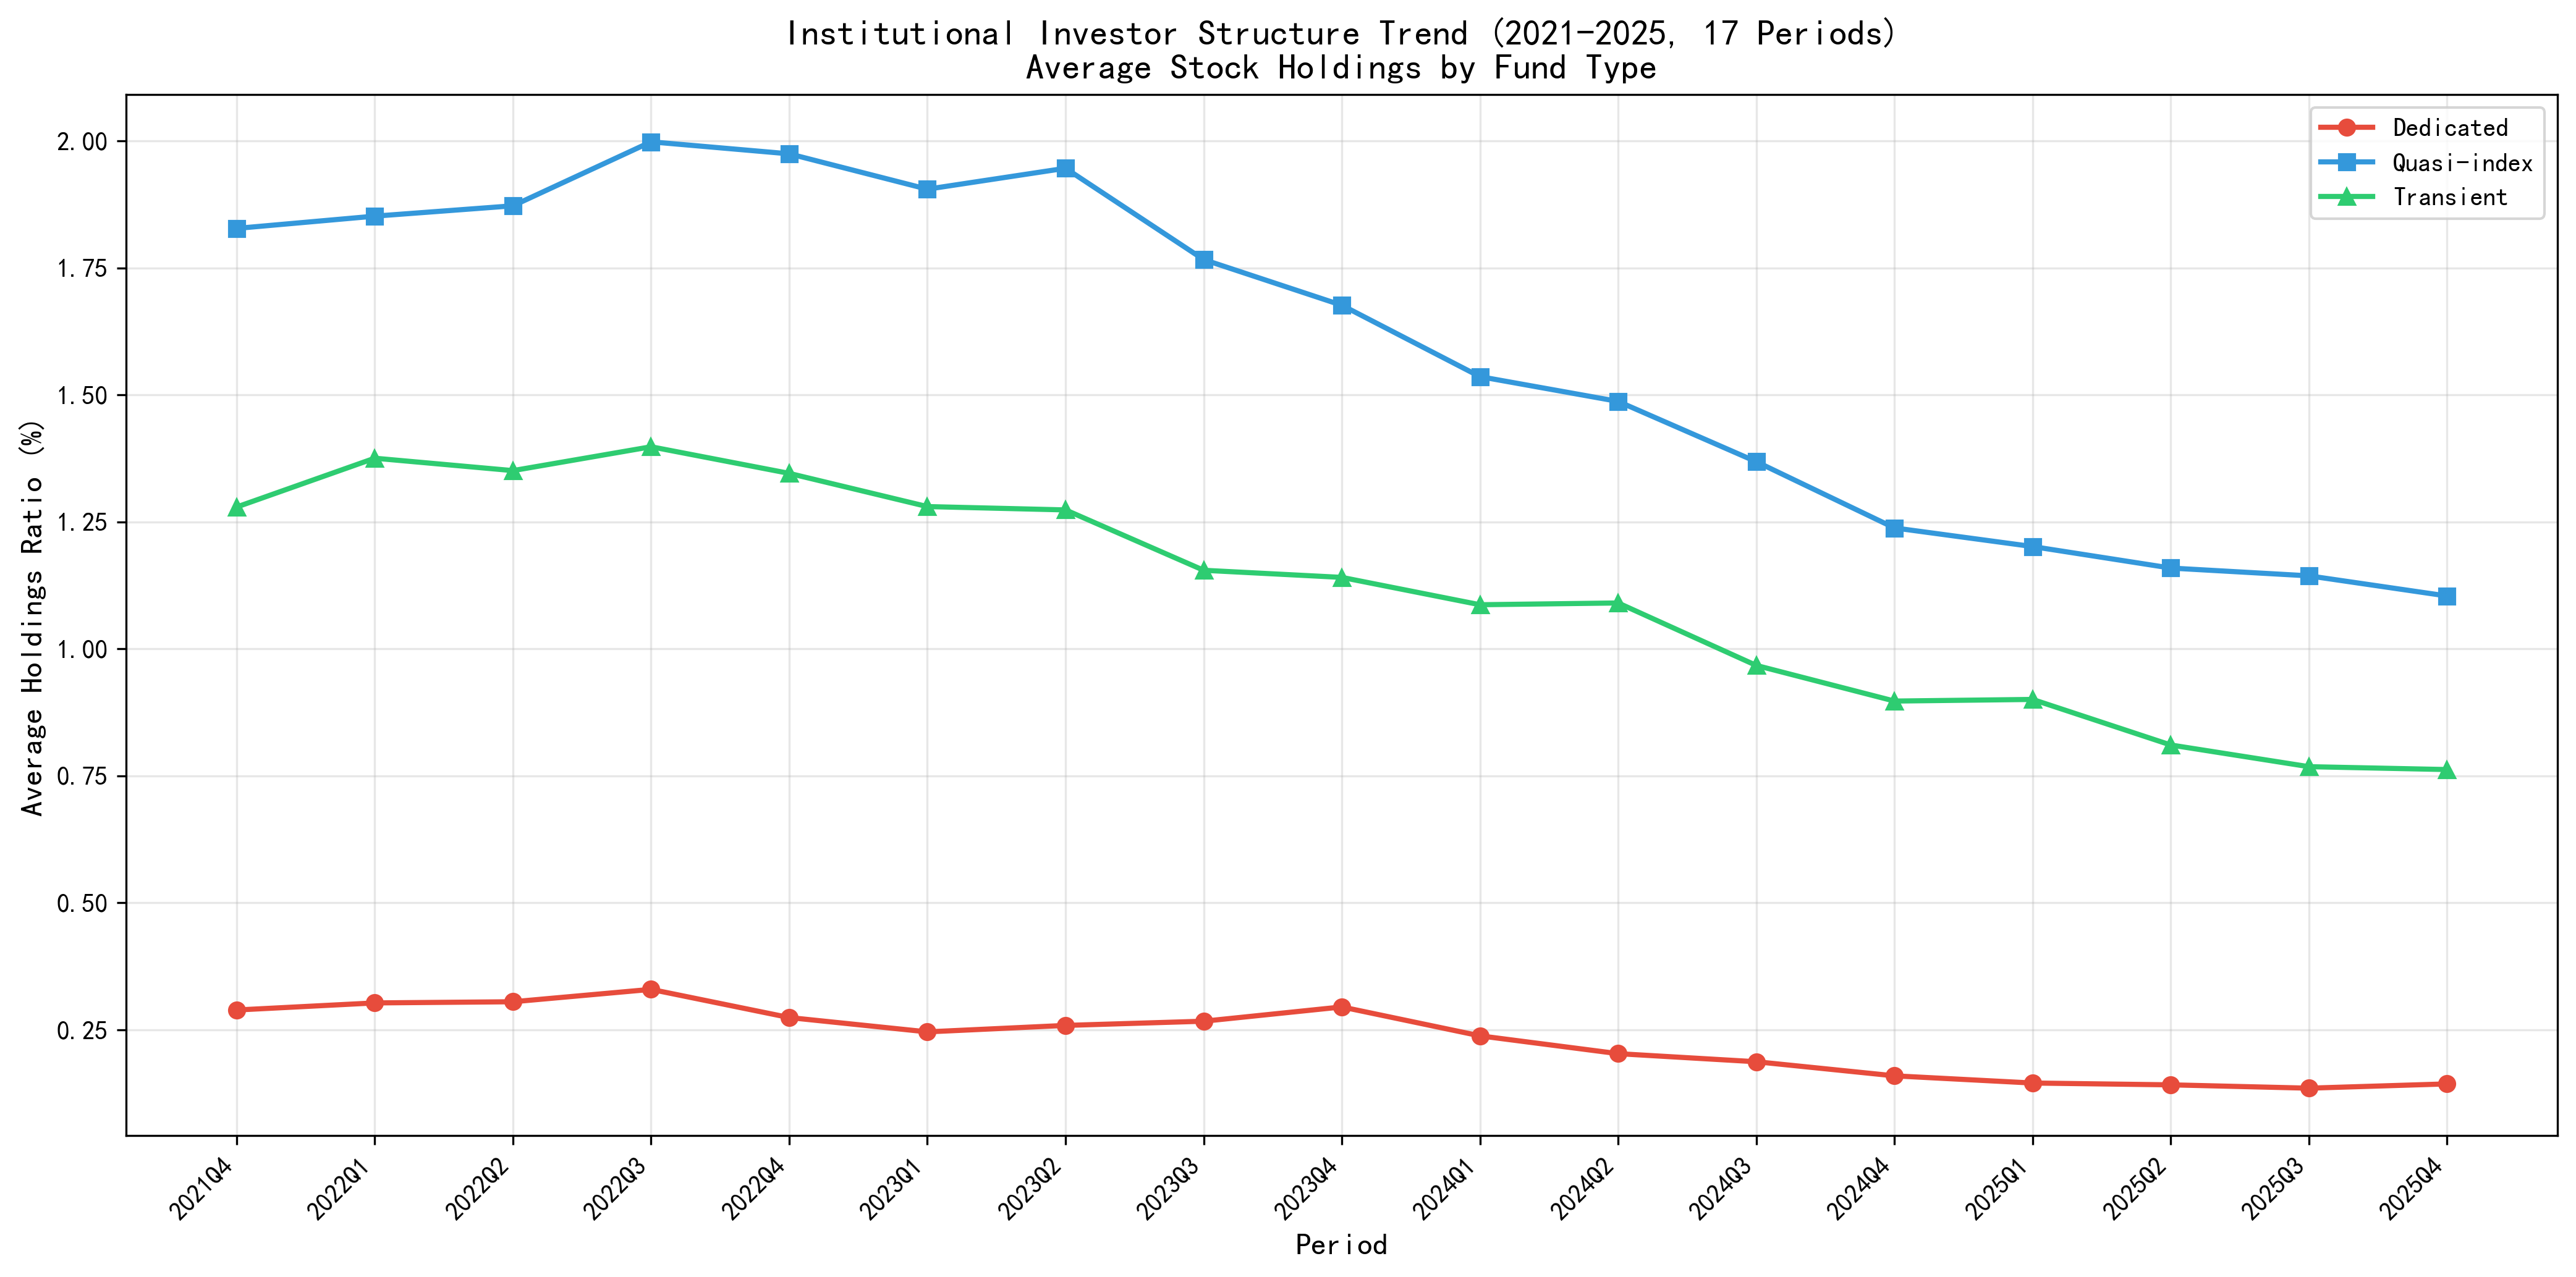 Institutional Investor Structure Trend (2021-2025, 17 Periods)
Average Stock Holdings by Fund Type
Dedicated
Quasi-index
Transient
Average Holdings Ratio (%)
2.00
1.75
1.50
1.25
1.00
0.75
0.50
0.25
2021Q4
2022Q1
2022Q2
2022Q3
2022Q4
2023Q1
2023Q2
2023Q3
2023Q4
2024Q1
2024Q2
2024Q3
2024Q4
2025Q1
2025Q2
2025Q3
2025Q4
Period